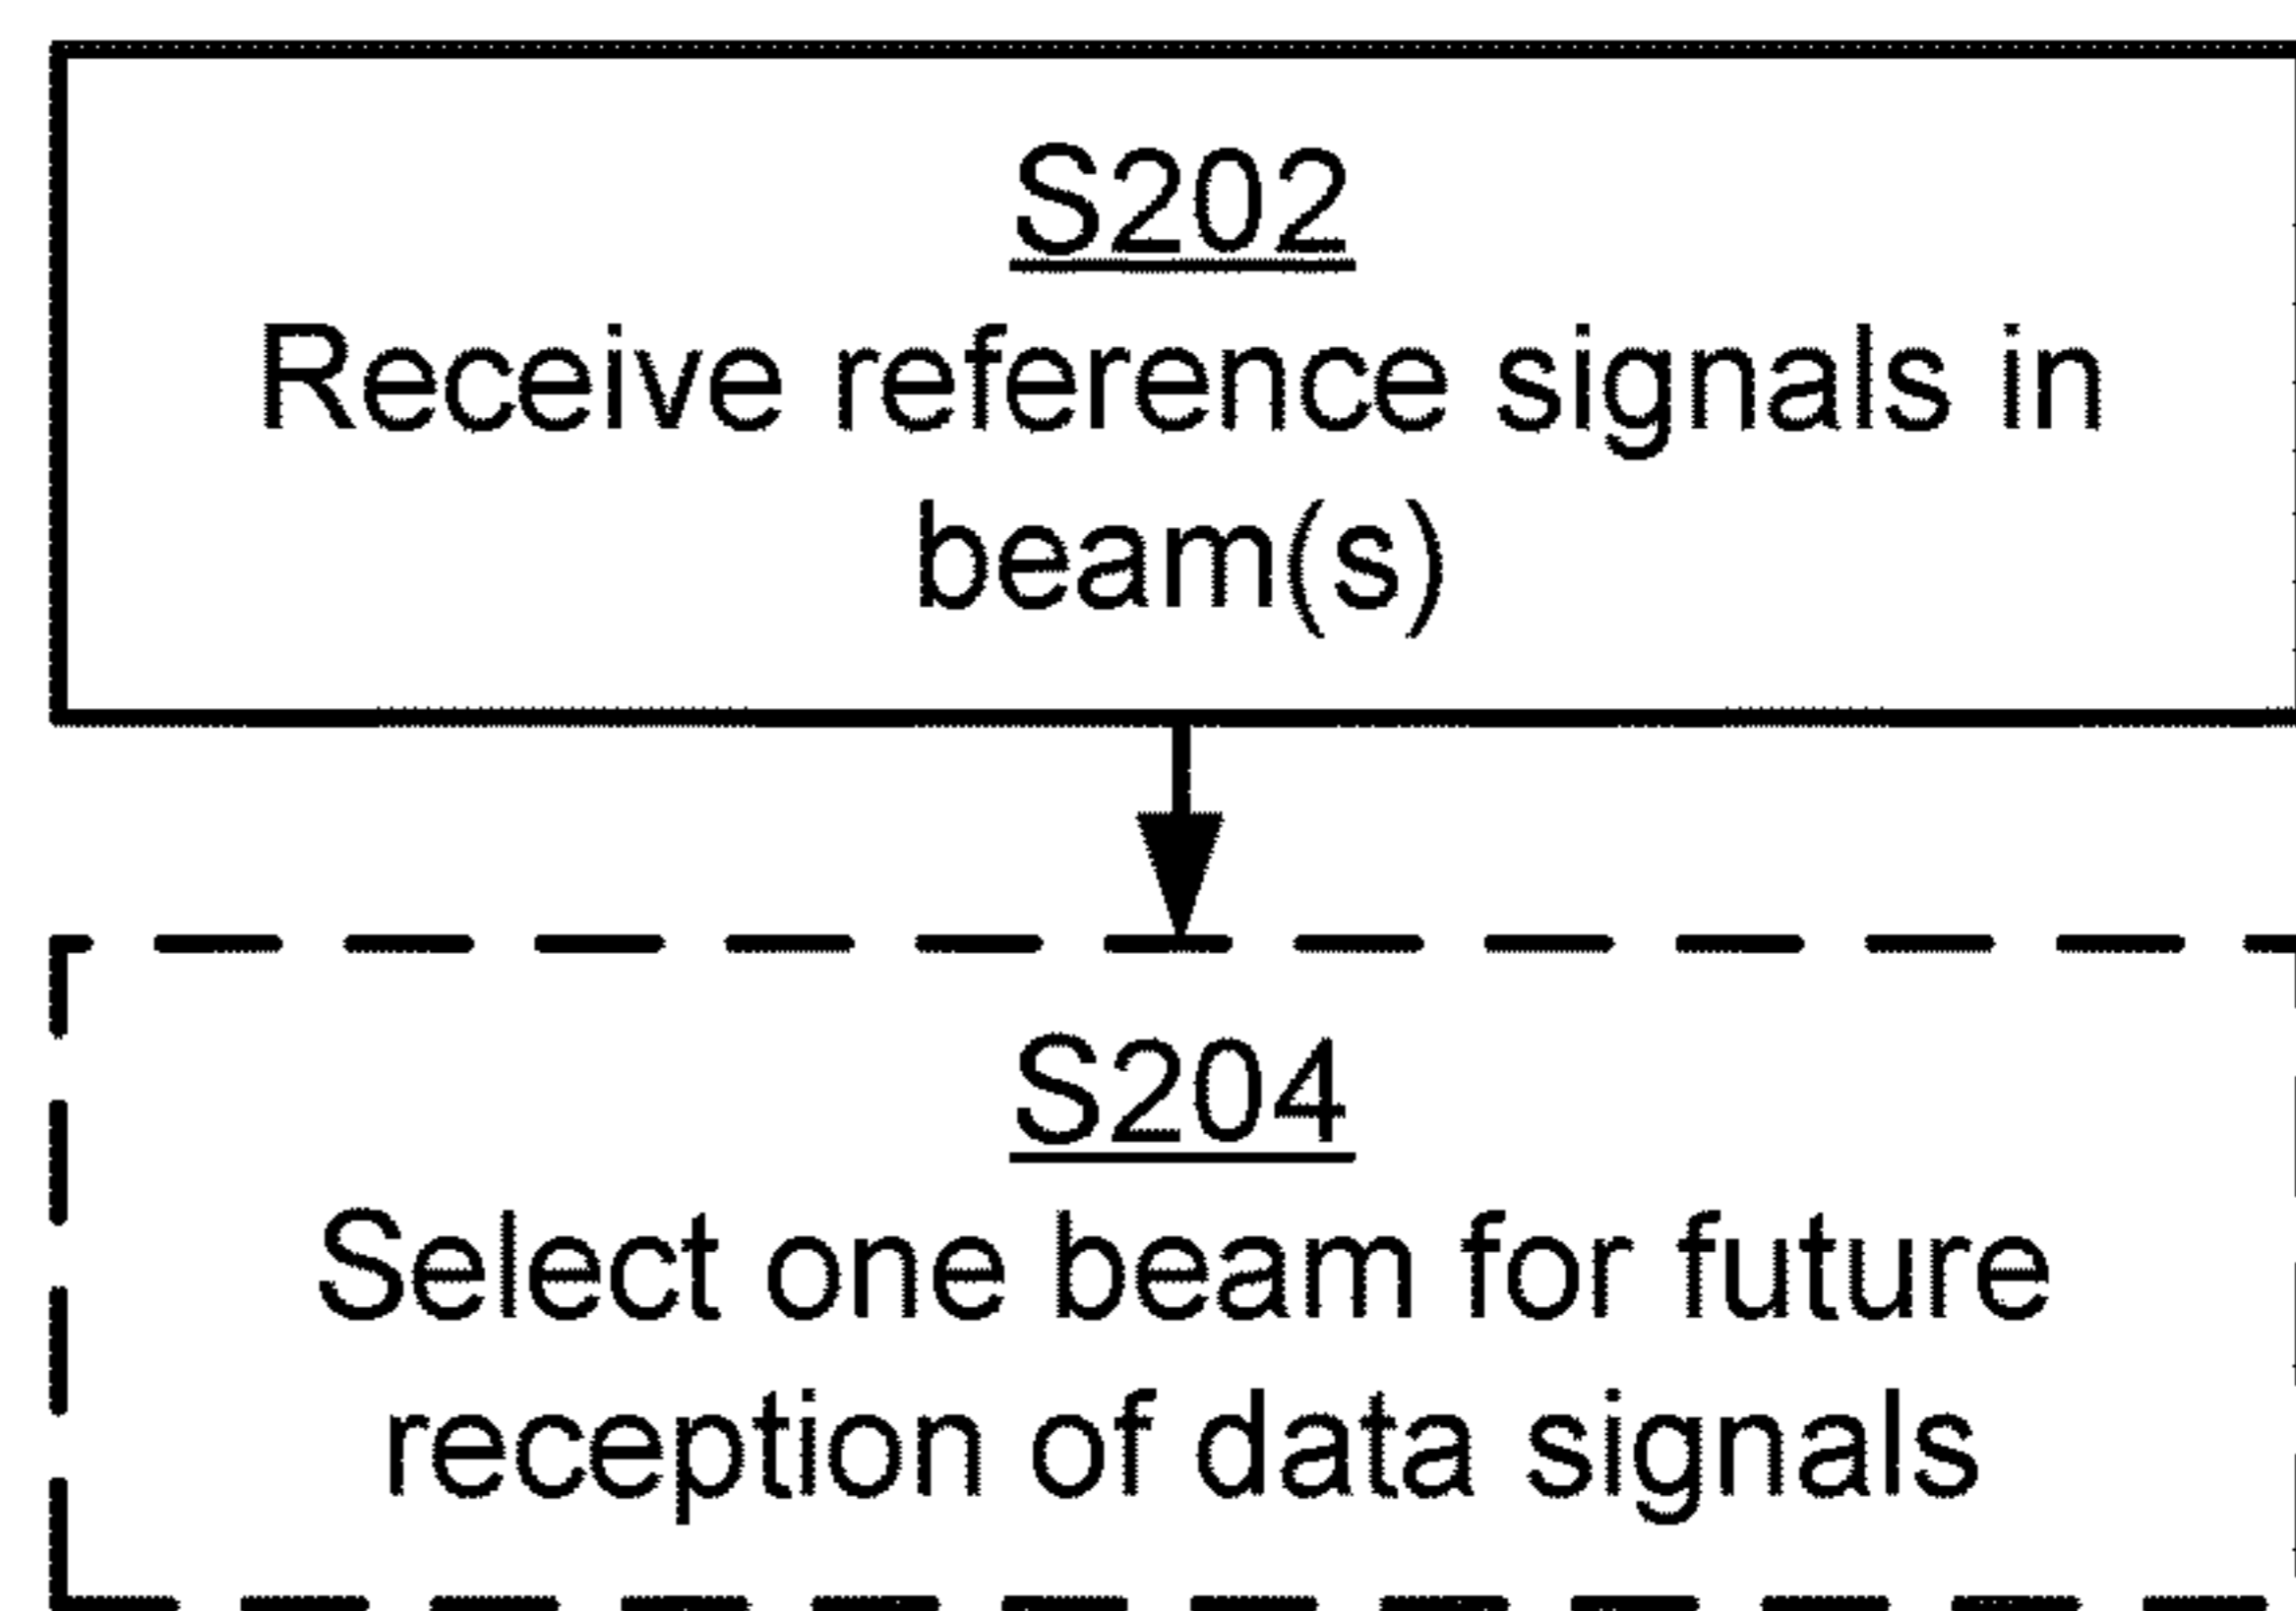 S202
Receive reference signals in
beam(s)
S204
Select one beam for future
reception of data signals